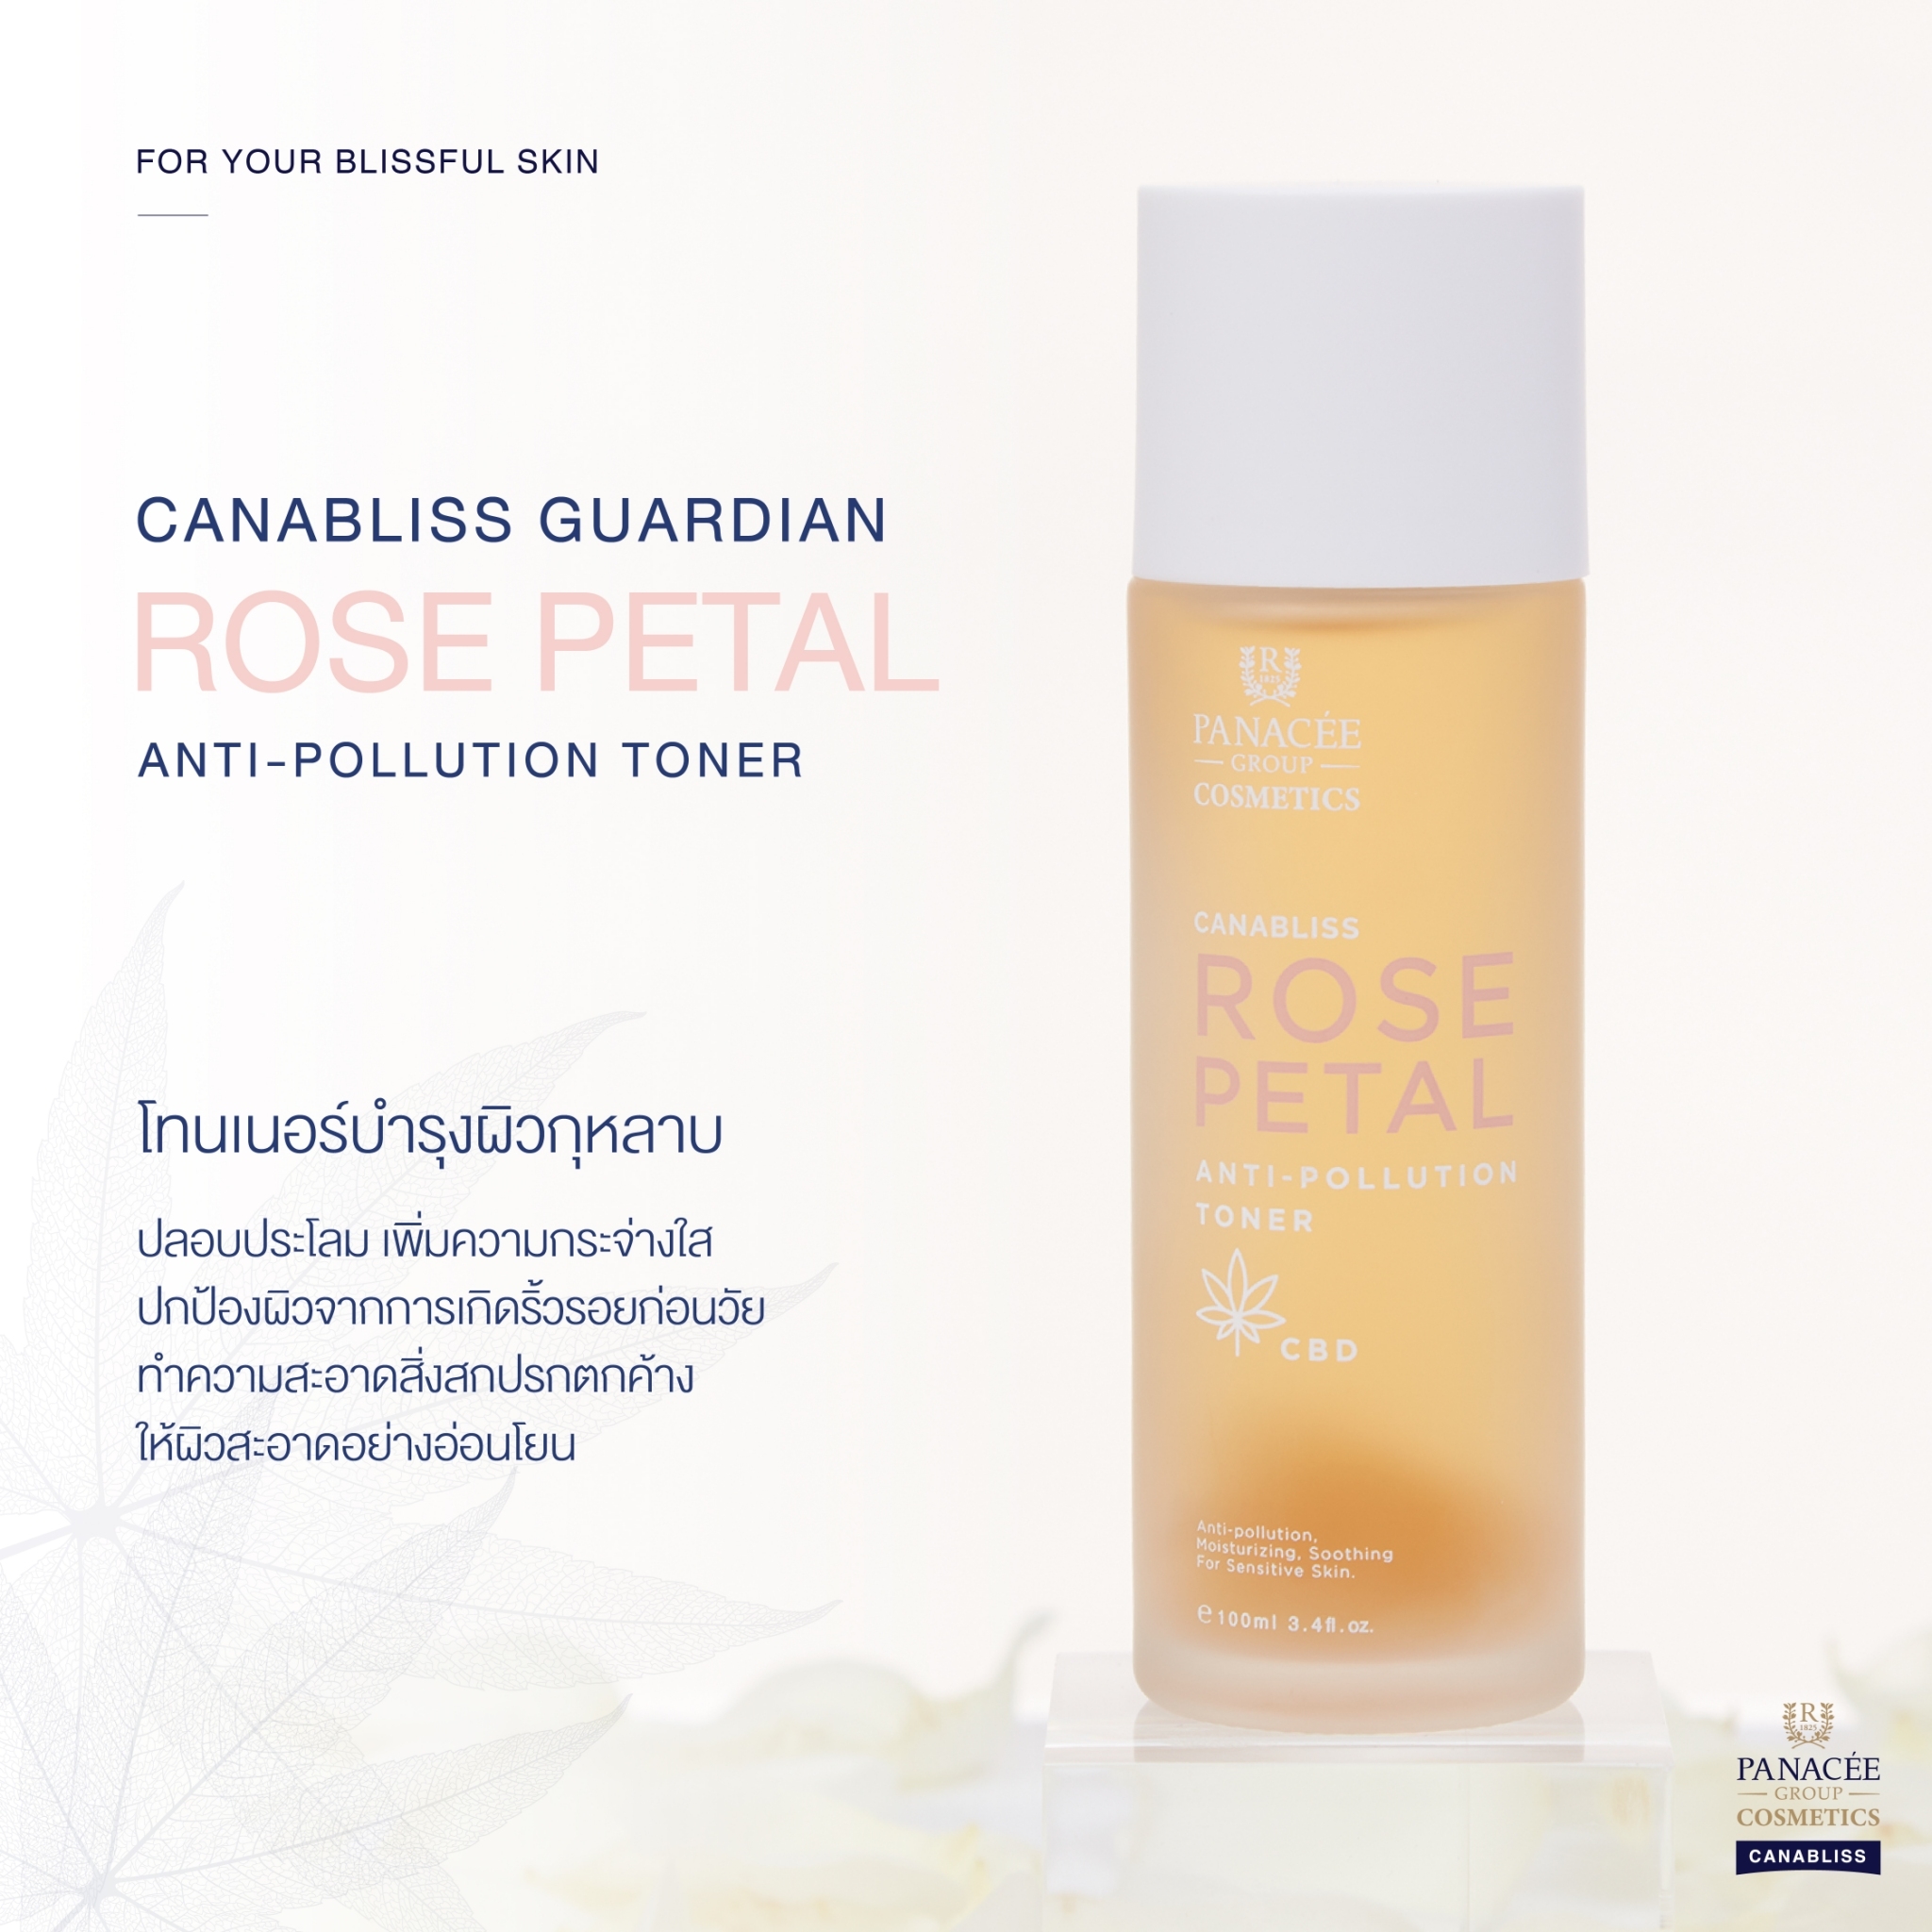 FOR YOUR BLISSFUL SKIN
CANABLISS GUARDIAN
ROSE PETAL
ANTI-POLLUTION TONER
โทนเนอร์บำรุงผิวกุหลาบ
ปลอบประโลม เพิ่มความกระจ่างใส
ปกป้องผิวจากการเกิดริ้วรอยก่อนวัย
ทำความสะอาดสิ่งสกปรกตกค้าง
ให้ผิวสะอาดอย่างอ่อนโยน
R
1825
PANACÉE
GROUP
COSMETICS
CANABLISS
ROSE
PETAL
ANTI-POLLUTION
TONER
CBD
Anti-pollution,
Moisturizing, Soothing
For Sensitive Skin.
e 100ml 3.4fl.oz.
R
1825
PANACÉE
GROUP
COSMETICS
CANABLISS